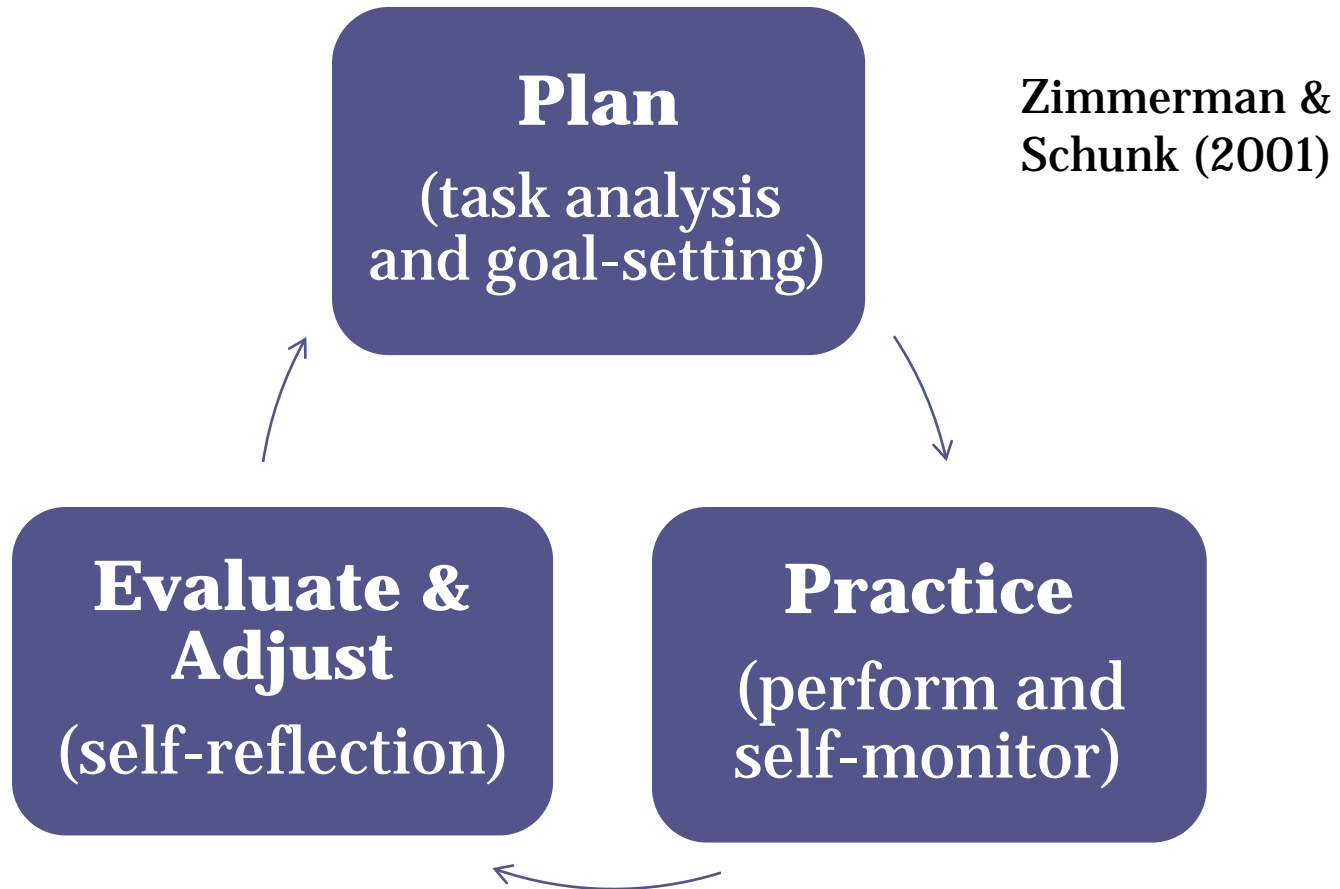 Plan
(task analysis
and goal-setting)
Zimmerman &
Schunk (2001)
Evaluate &
Adjust
(self-reflection)
Practice
(perform and
self-monitor)